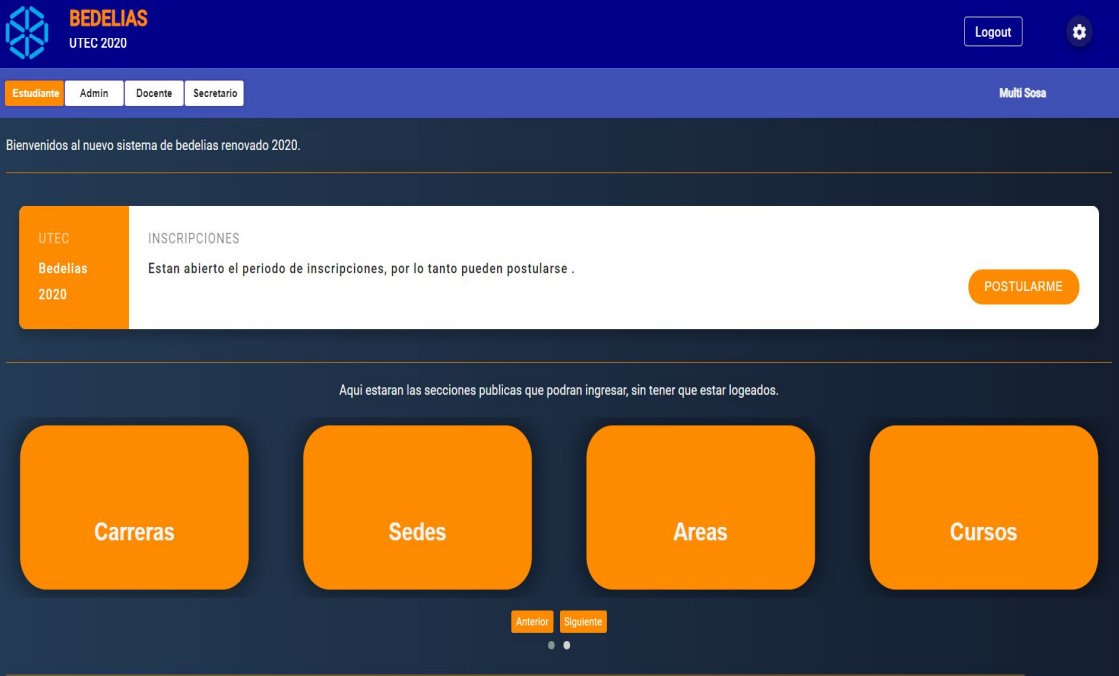 BEDELIAS
UTEC 2020
Logout
Estudiante
Admin
Docente
Secretario
Multi Sosa
Bienvenidos al nuevo sistema de bedelias renovado 2020.
UTEC
Bedelias
2020
INSCRIPCIONES
Estan abierto el periodo de inscripciones, por lo tanto pueden postularse .
POSTULARME
Aqui estaran las secciones publicas que podran ingresar, sin tener que estar logeados.
Carreras
Sedes
Areas
Cursos
Anterior
Siguiente